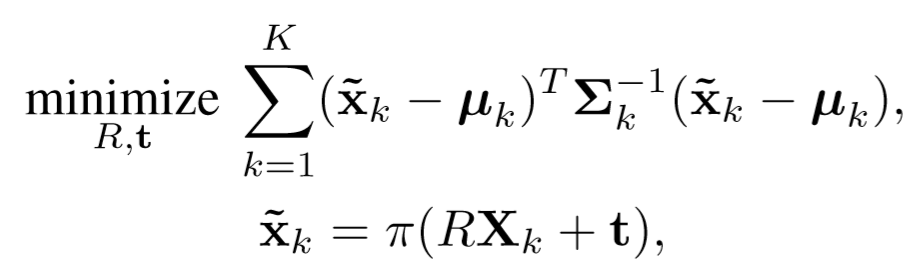 minimize_{R,𝐭} ∑_{k=1}^{K} (𝐱̃_k − 𝝁_k)^T 𝚺_k^{−1} (𝐱̃_k − 𝝁_k),
𝐱̃_k = π(R𝐗_k + 𝐭),